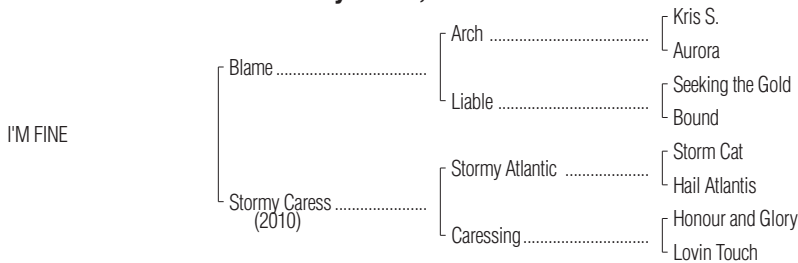 Kris S.
Arch ........................................
Aurora
Blame ..................................
Seeking the Gold
Liable .....................................
Bound
I'M FINE
Storm Cat
Stormy Atlantic ....................
Hail Atlantis
Stormy Caress .....................
(2010)
Honour and Glory
Caressing...............................
Lovin Touch